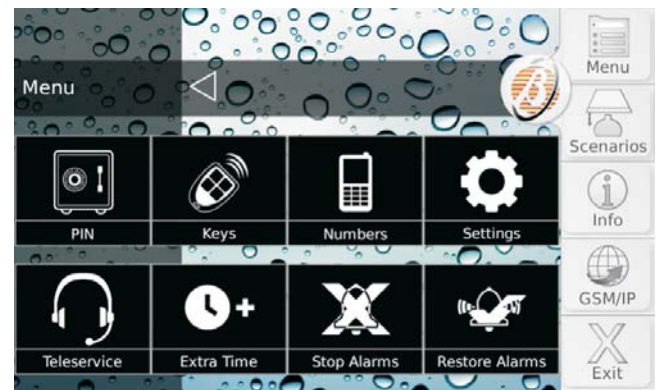 Menu
PIN
Keys
Numbers
Settings
Teleservice
Extra Time
Stop Alarms
Restore Alarms
Menu
Scenarios
Info
GSM/IP
Exit